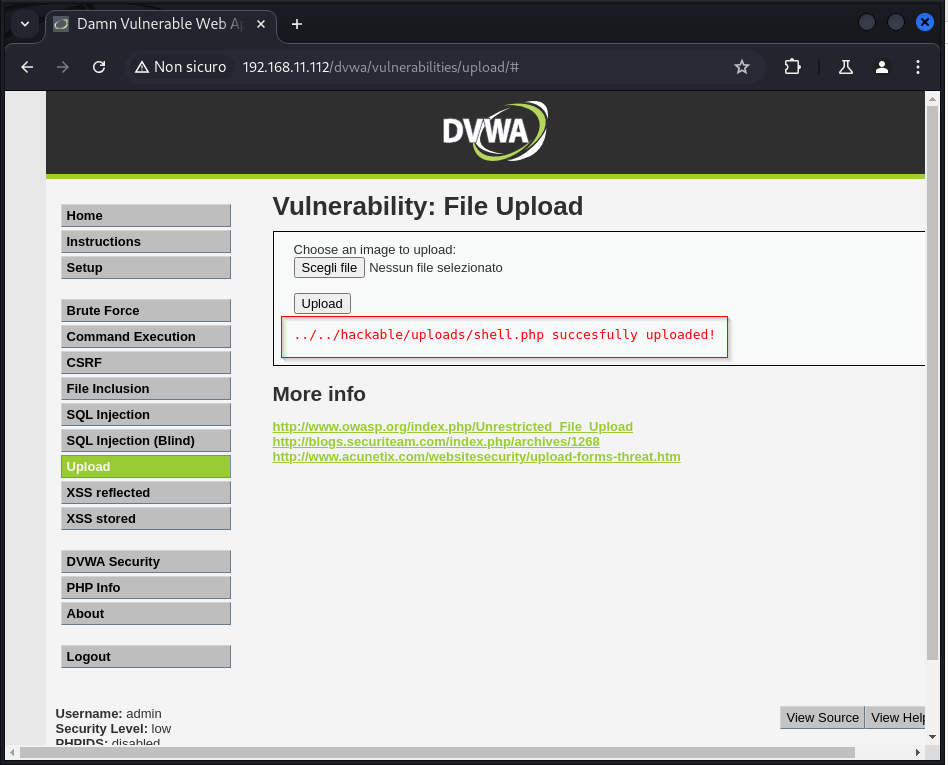 Damn Vulnerable Web Ap
Non sicuro 192.168.11.112/dvwa/vulnerabilities/upload/#
DVWA
Home
Instructions
Setup
Brute Force
Command Execution
CSRF
File Inclusion
SQL Injection
SQL Injection (Blind)
Upload
XSS reflected
XSS stored
DVWA Security
PHP Info
About
Logout
Vulnerability: File Upload
Choose an image to upload:
Scegli file Nessun file selezionato
Upload
../../hackable/uploads/shell.php succesfully uploaded!
More info
http://www.owasp.org/index.php/Unrestricted_File_Upload
http://blogs.securiteam.com/index.php/archives/1268
http://www.acunetix.com/websitesecurity/upload-forms-threat.htm
Username: admin
Security Level: low
PHPIDS: disabled
View Source View Help